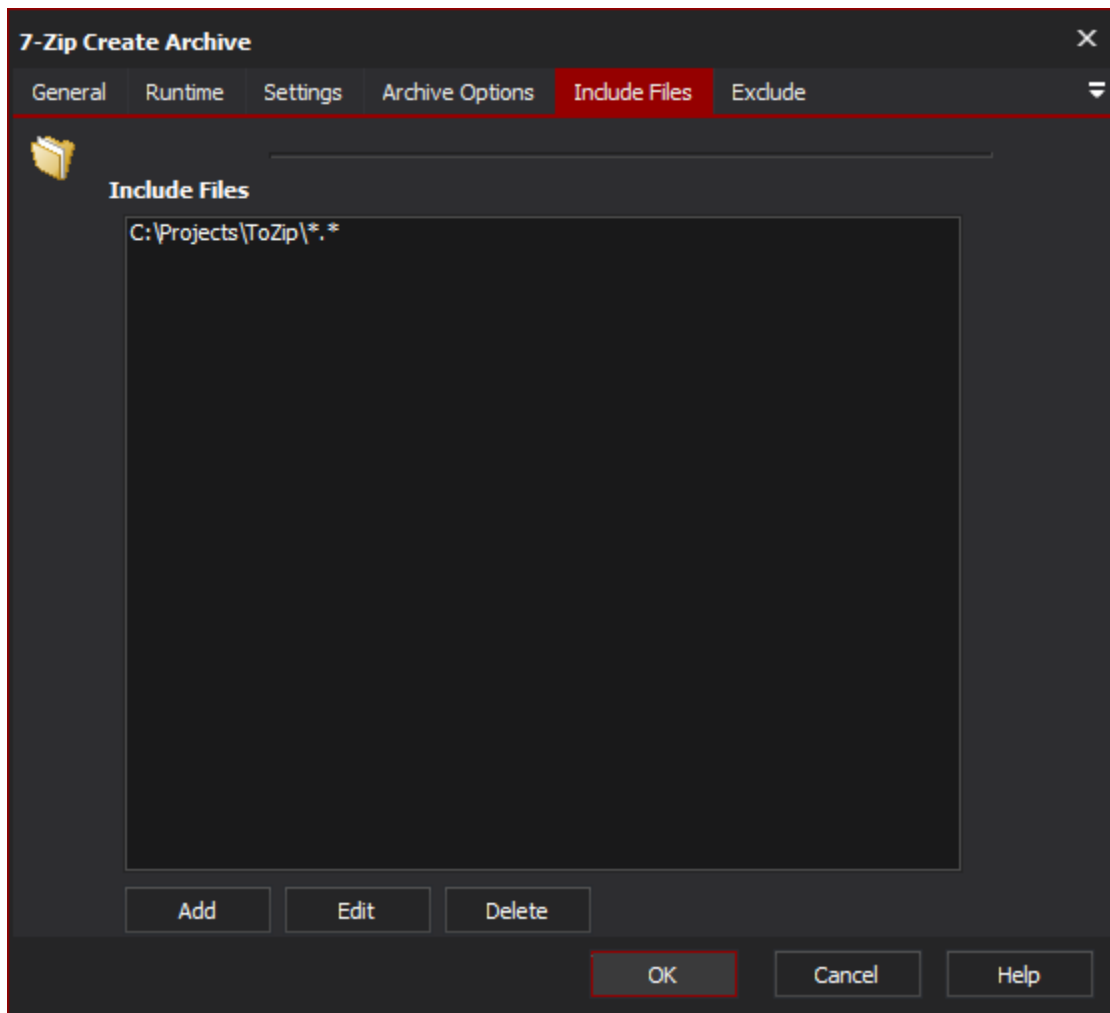 7-Zip Create Archive
General Runtime Settings Archive Options Include Files Exclude
Include Files
C:\Projects\ToZip\*.*
Add Edit Delete
OK Cancel Help